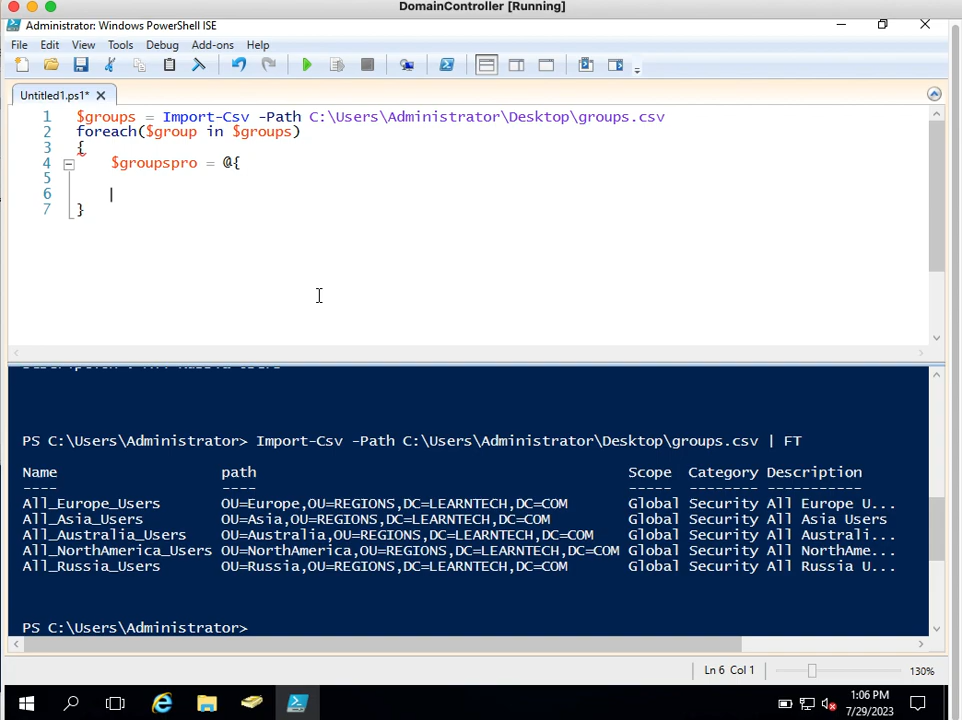 DomainController [Running]
Administrator: Windows PowerShell ISE
File Edit View Tools Debug Add-ons Help
Untitled1.ps1* X
1 $groups = Import-Csv -Path C:\Users\Administrator\Desktop\groups.csv
2 foreach($group in $groups)
3 {
4 $groupspro = @{
5
6
7 }
PS C:\Users\Administrator> Import-Csv -Path C:\Users\Administrator\Desktop\groups.csv | FT
Name path Scope Category Description
---- ---- ----- -------- -----------
All_Europe_Users OU=Europe,OU=REGIONS,DC=LEARNTECH,DC=COM Global Security All Europe U...
All_Asia_Users OU=Asia,OU=REGIONS,DC=LEARNTECH,DC=COM Global Security All Asia Users
All_Australia_Users OU=Australia,OU=REGIONS,DC=LEARNTECH,DC=COM Global Security All Australi...
All_NorthAmerica_Users OU=NorthAmerica,OU=REGIONS,DC=LEARNTECH,DC=COM Global Security All NorthAme...
All_Russia_Users OU=Russia,OU=REGIONS,DC=LEARNTECH,DC=COM Global Security All Russia U...
PS C:\Users\Administrator>
Ln 6 Col 1 130%
1:06 PM
7/29/2023